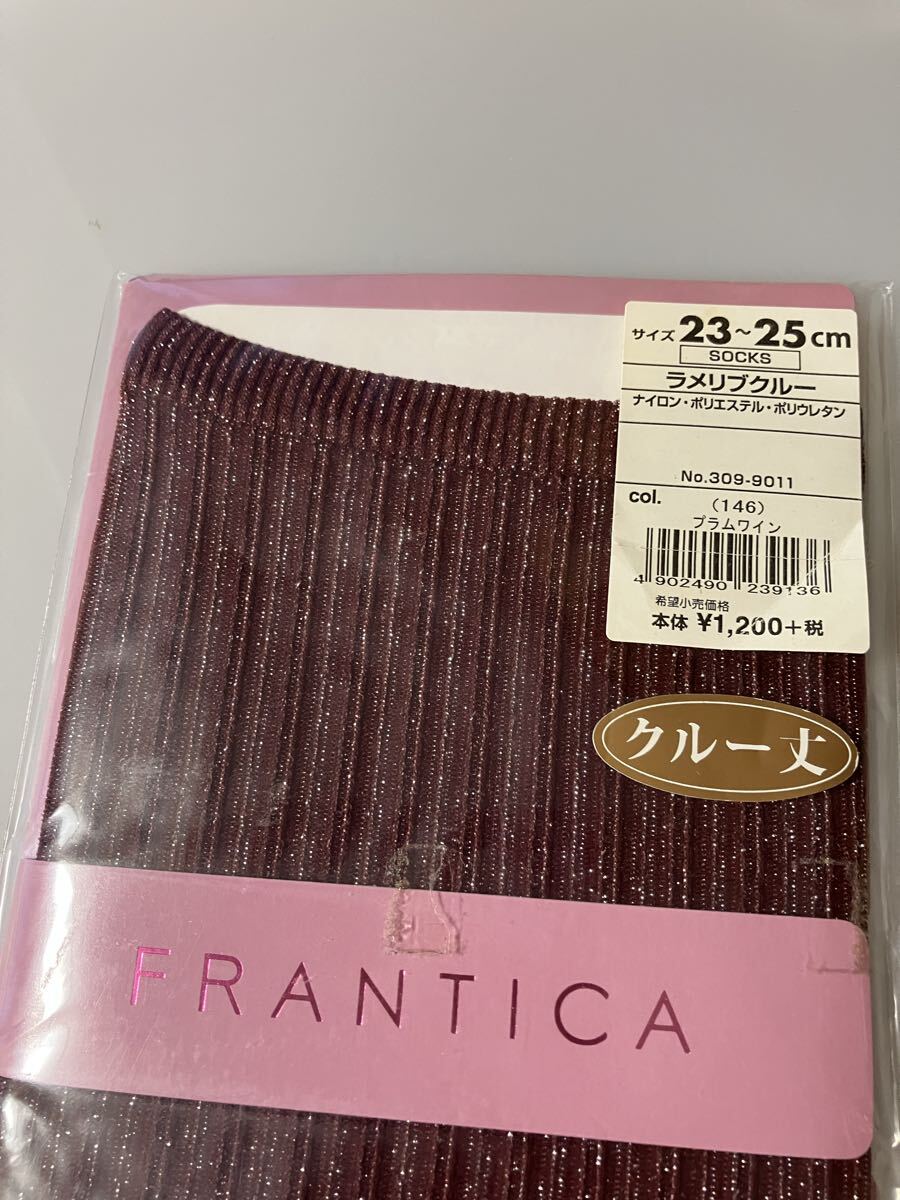 サイズ 23~25cm
SOCKS
ラメリブクルー
ナイロン・ポリエステル・ポリウレタン
No.309-9011
col. (146)
プラムワイン
4 902490 239136
希望小売価格
本体 ¥1,200+税
クルー丈
FRANTICA